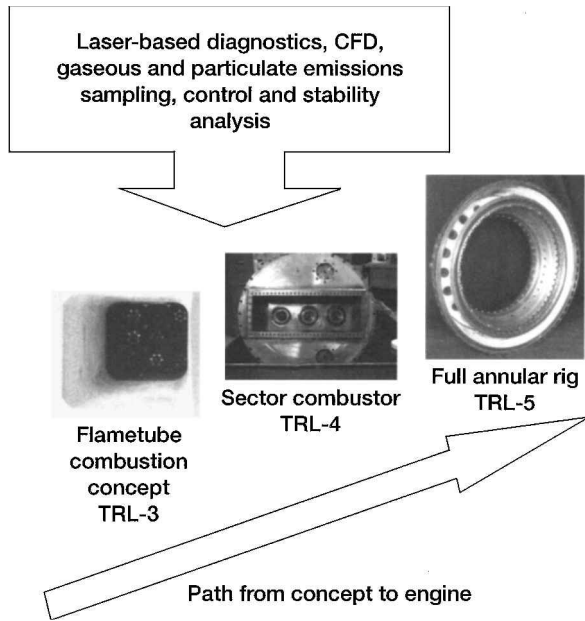 Laser-based diagnostics, CFD,
gaseous and particulate emissions
sampling, control and stability
analysis
Flametube
combustion
concept
TRL-3
Sector combustor
TRL-4
Full annular rig
TRL-5
Path from concept to engine